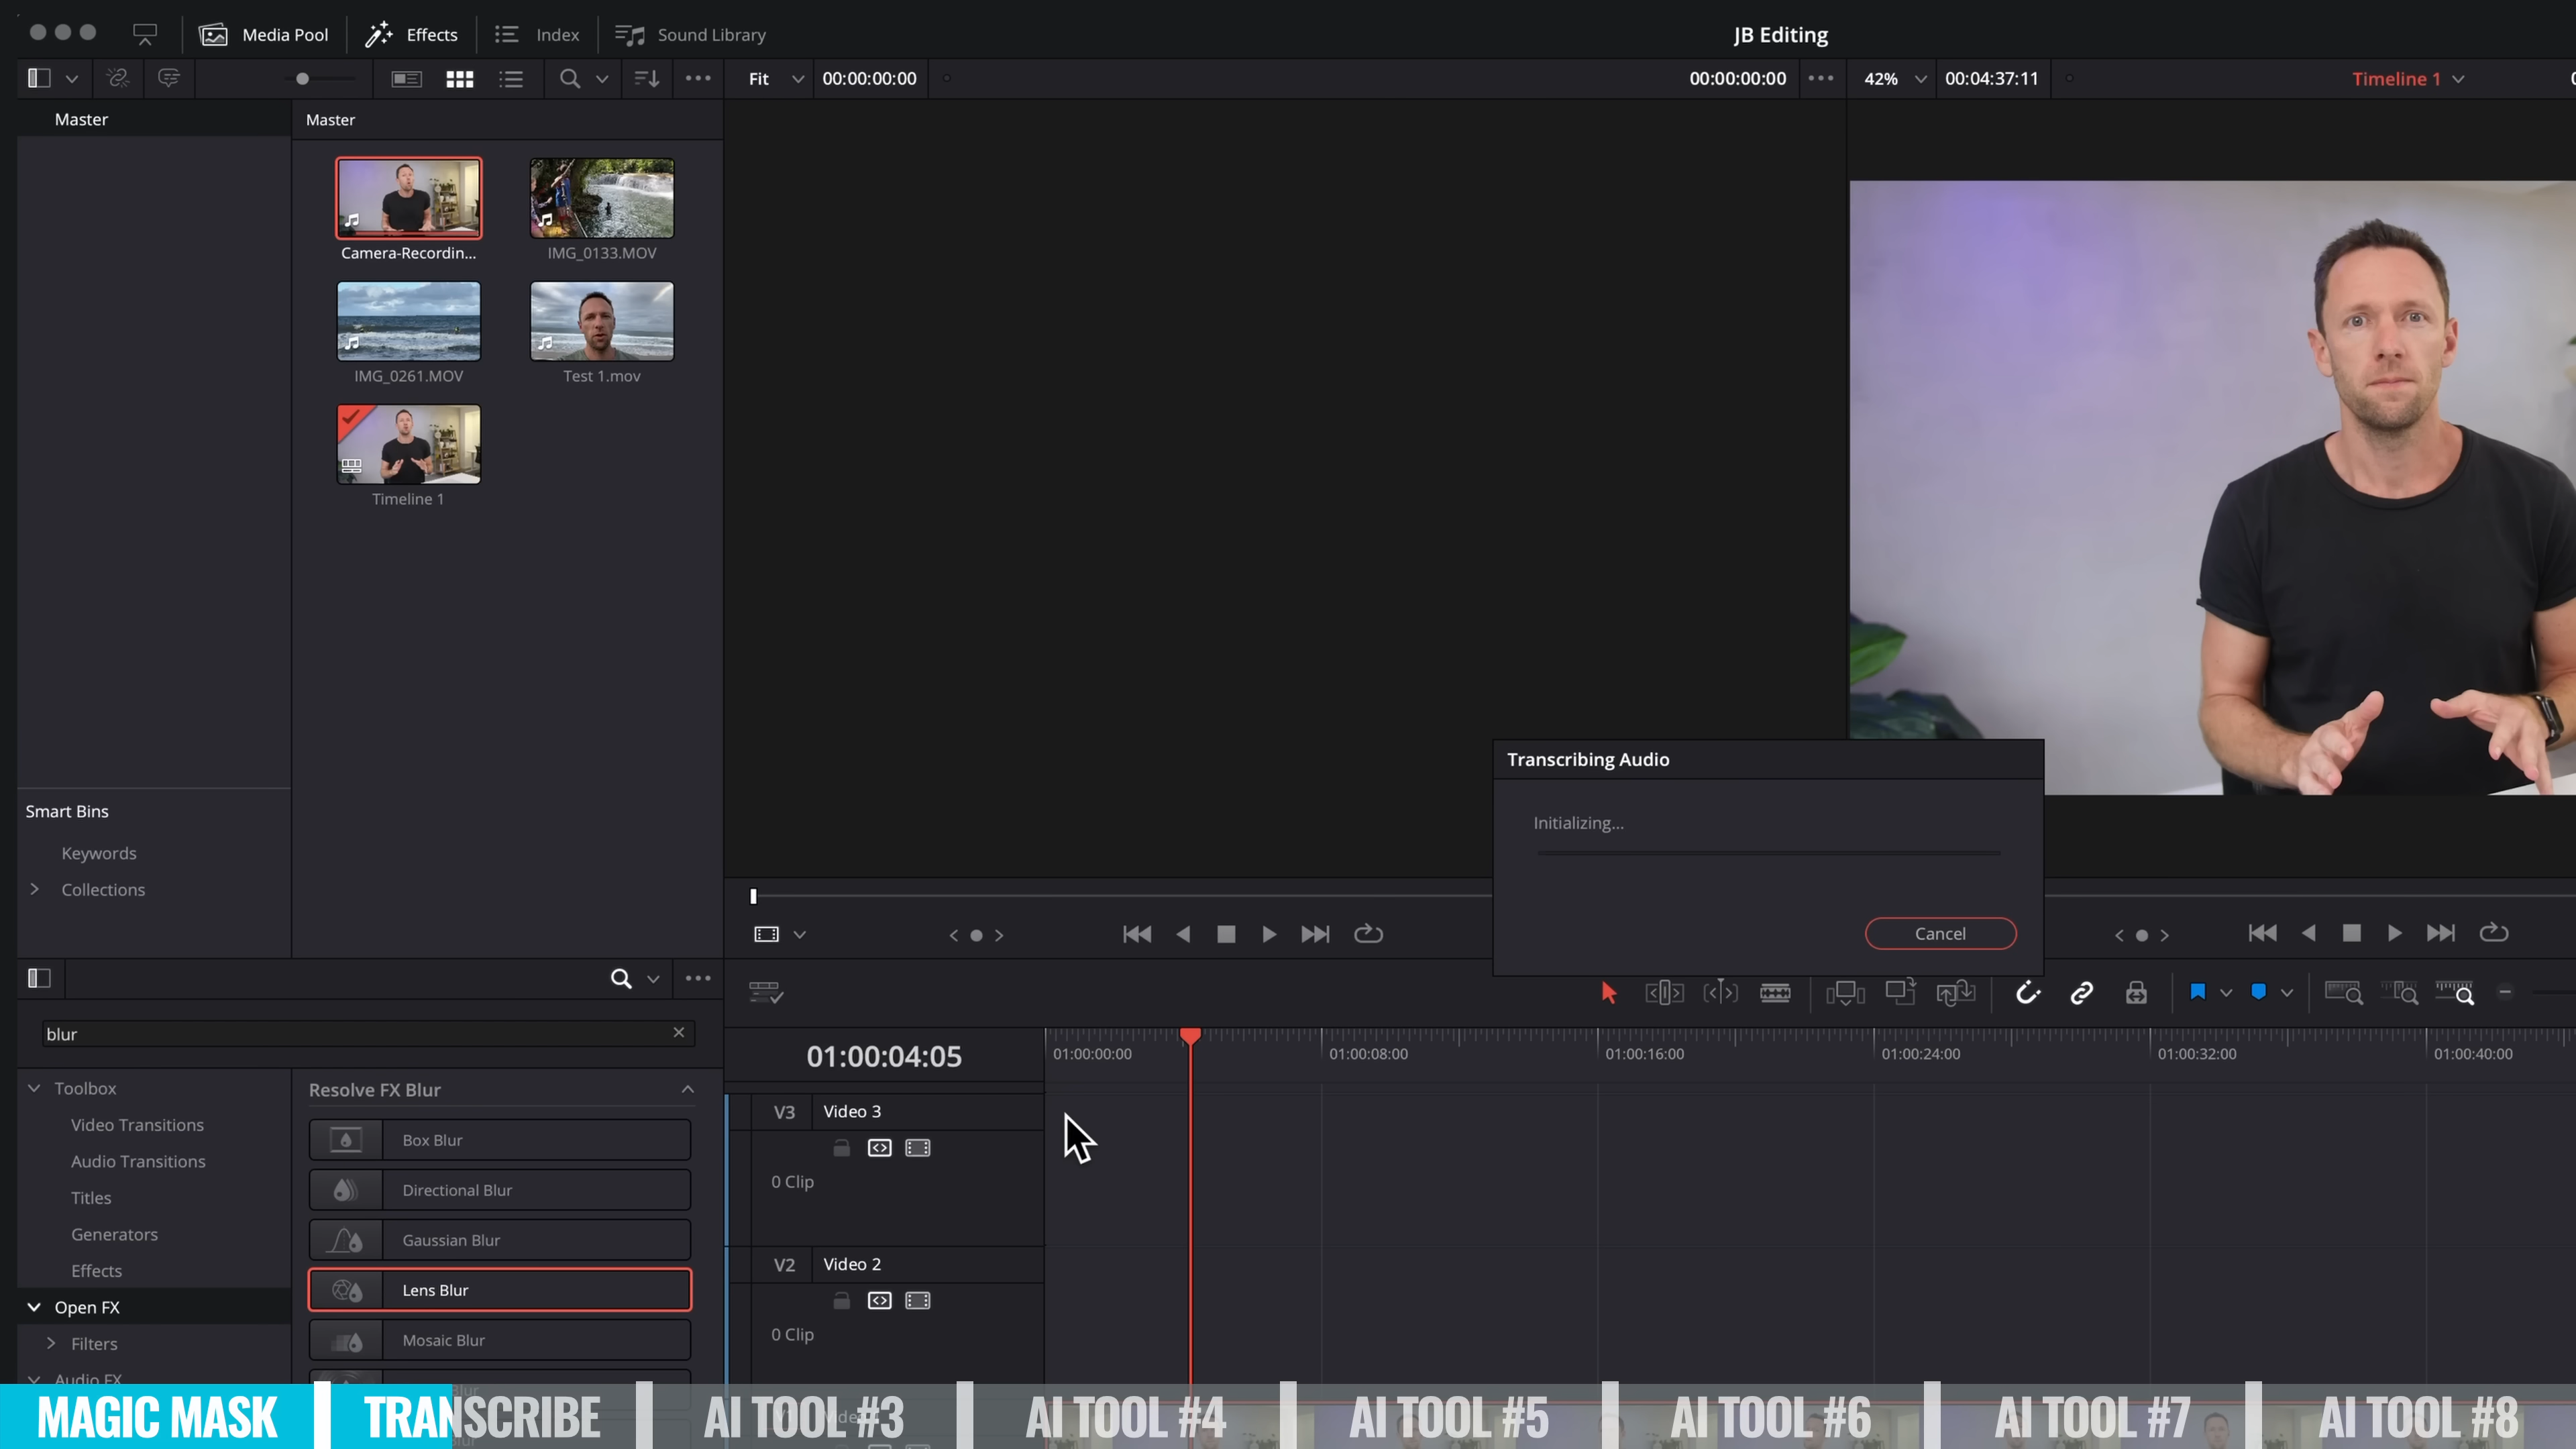 Media Pool
Effects
Index
Sound Library
JB Editing
Fit
00:00:00:00
00:00:00:00
42%
00:04:37:11
Timeline 1
Master
Master
Camera-Recordin...
IMG_0133.MOV
IMG_0261.MOV
Test 1.mov
Timeline 1
Smart Bins
Keywords
Collections
Transcribing Audio
Initializing...
Cancel
blur
01:00:04:05
01:00:00:00
01:00:08:00
01:00:16:00
01:00:24:00
01:00:32:00
01:00:40:00
Toolbox
Video Transitions
Audio Transitions
Titles
Generators
Effects
Open FX
Filters
Audio FX
Resolve FX Blur
Box Blur
Directional Blur
Gaussian Blur
Lens Blur
Mosaic Blur
V3
Video 3
0 Clip
V2
Video 2
0 Clip
MAGIC MASK
TRANSCRIBE
AI TOOL #3
AI TOOL #4
AI TOOL #5
AI TOOL #6
AI TOOL #7
AI TOOL #8